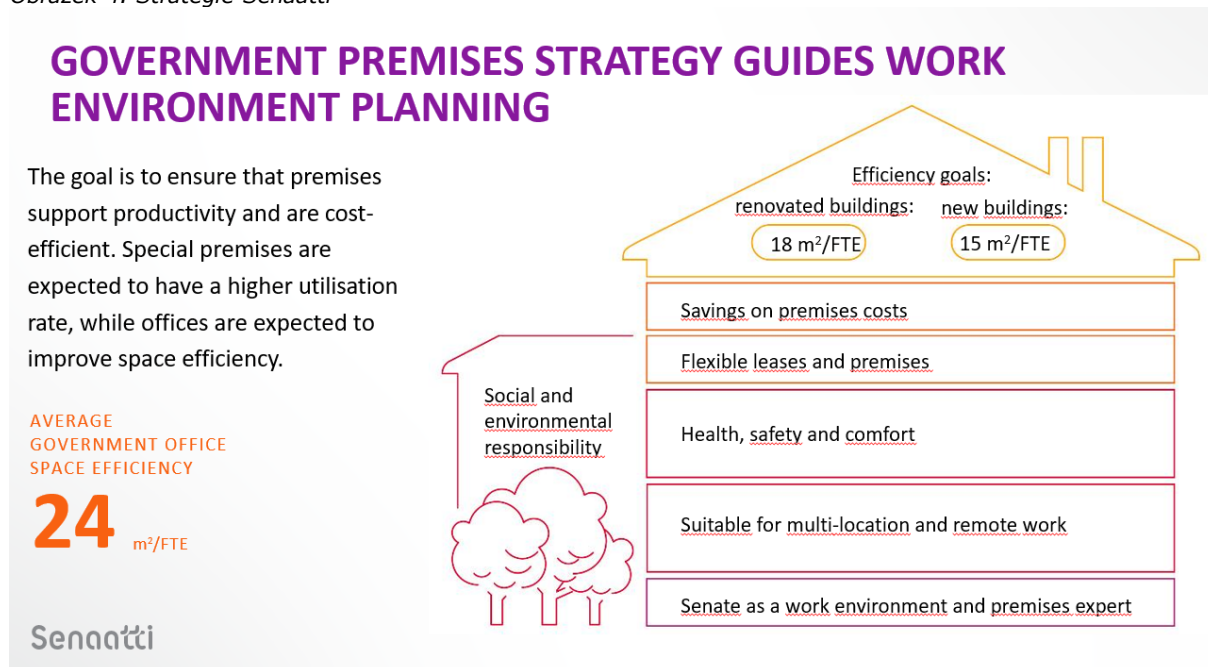 Obrázek 4: Strategie Senaatti
GOVERNMENT PREMISES STRATEGY GUIDES WORK
ENVIRONMENT PLANNING
The goal is to ensure that premises
support productivity and are cost-
efficient. Special premises are
expected to have a higher utilisation
rate, while offices are expected to
improve space efficiency.
AVERAGE
GOVERNMENT OFFICE
SPACE EFFICIENCY
24 m²/FTE
Efficiency goals:
renovated buildings: new buildings:
18 m²/FTE 15 m²/FTE
Savings on premises costs
Flexible leases and premises
Social and
environmental
responsibility
Health, safety and comfort
Suitable for multi-location and remote work
Senate as a work environment and premises expert
Senaatti